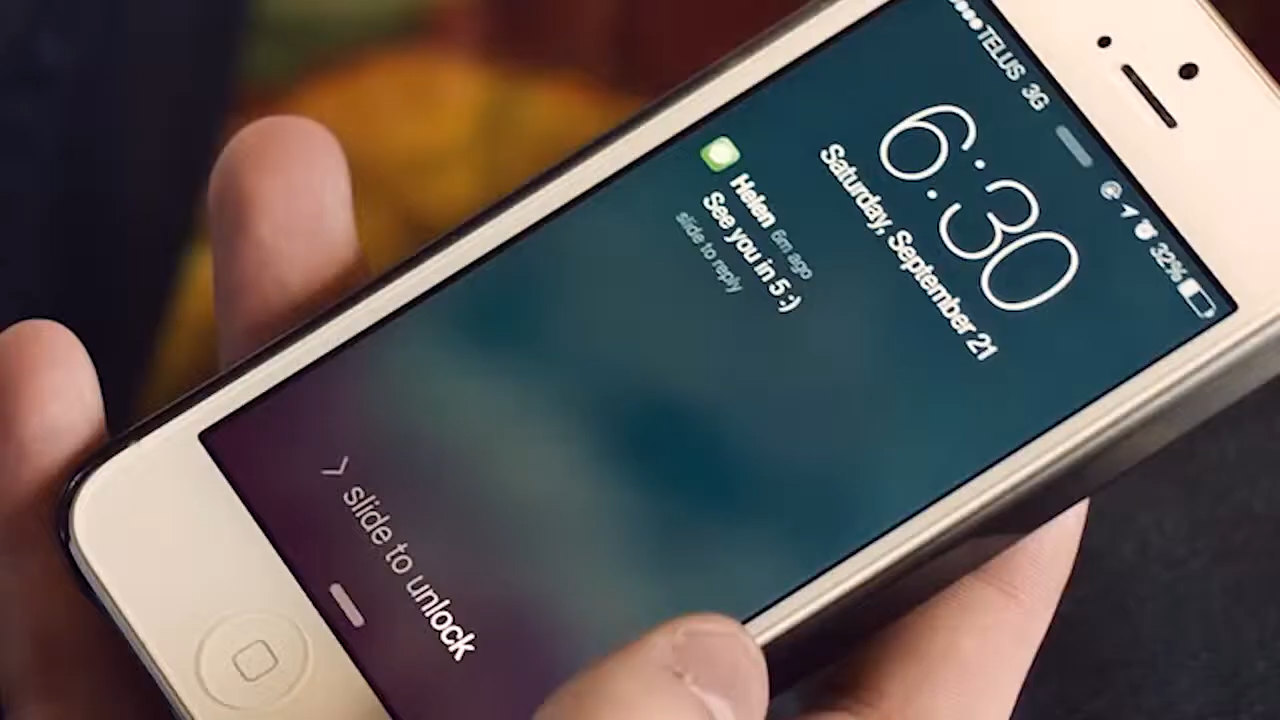 TELUS 3G 32%
6:30
Saturday, September 21
Helen 6m ago
See you in 5 :)
slide to reply
> slide to unlock